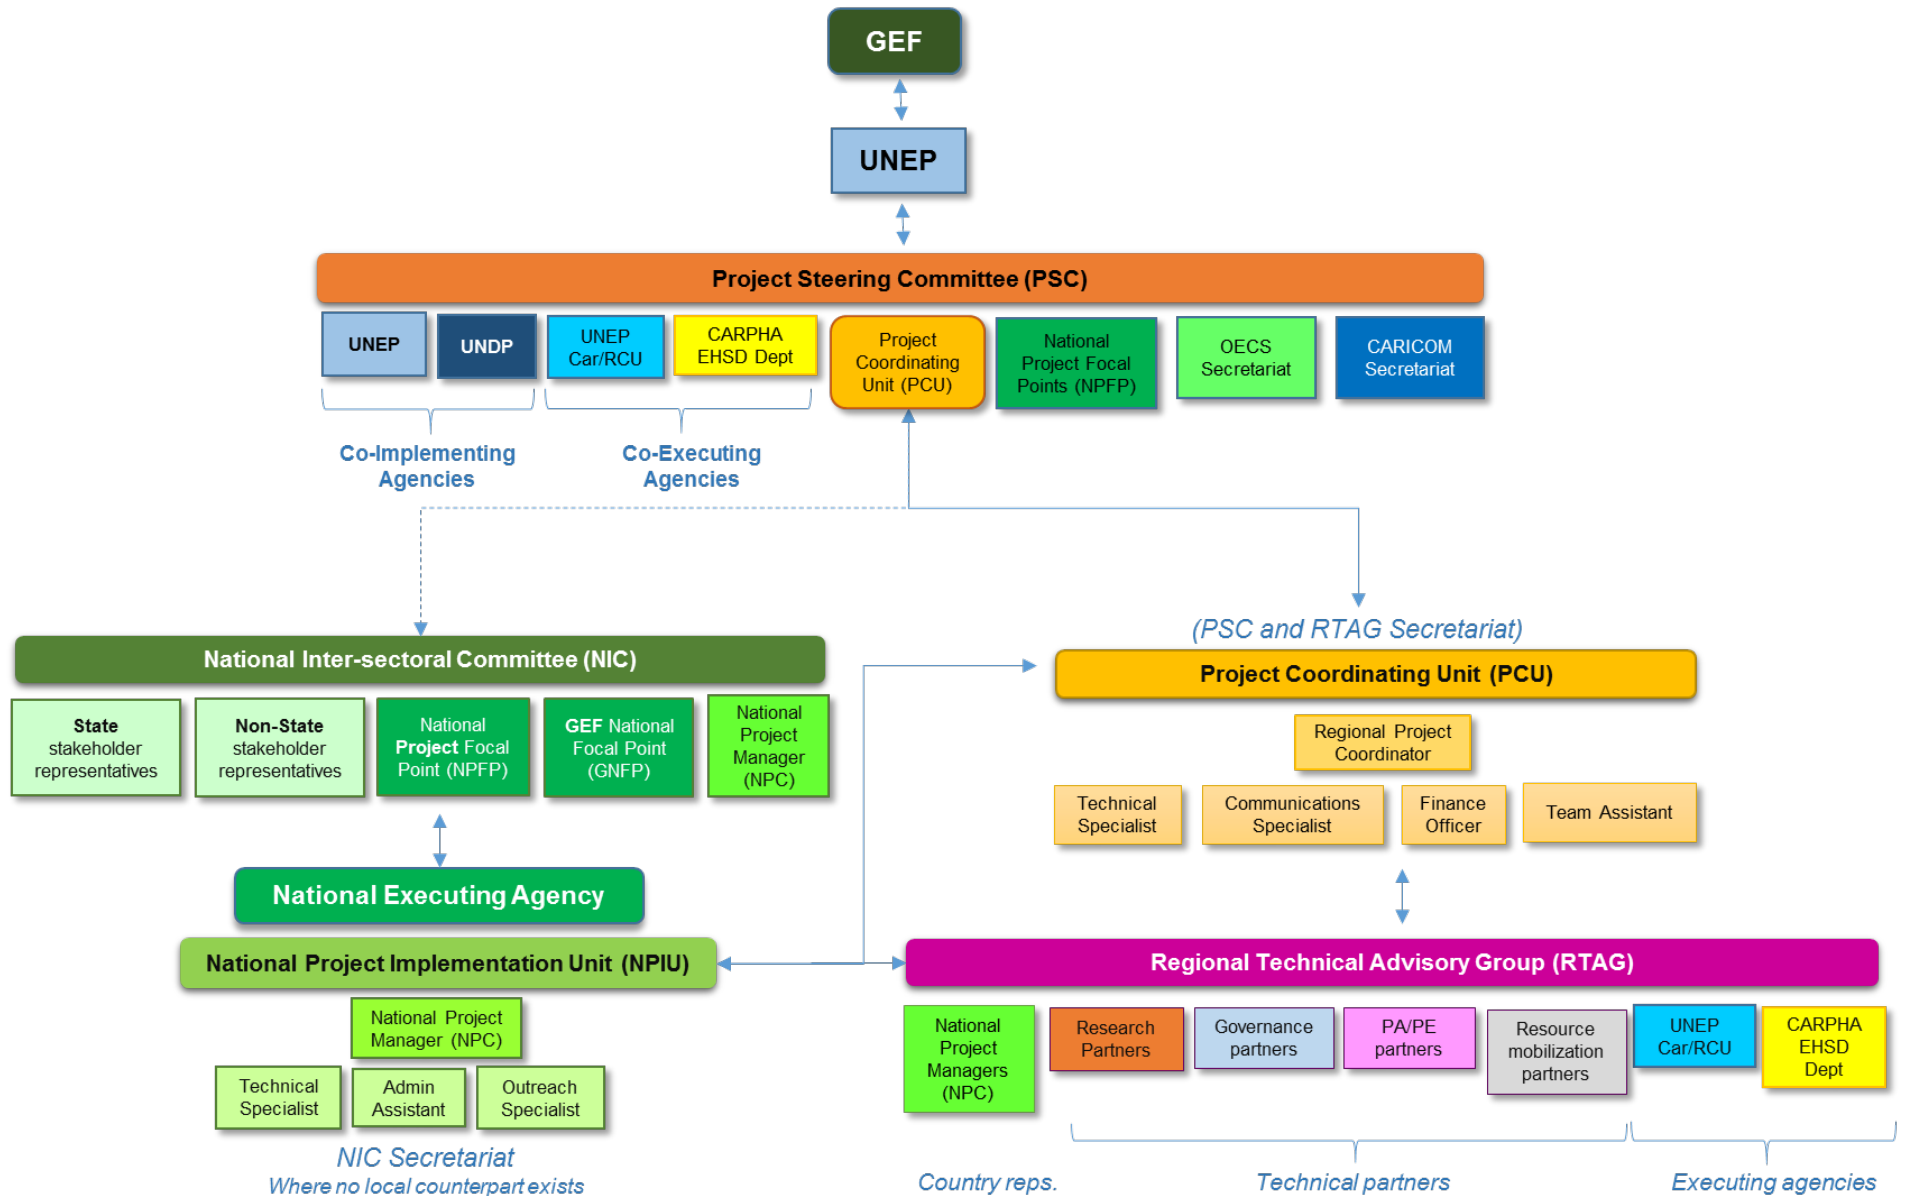 GEF
UNEP
Project Steering Committee (PSC)
UNEP
UNDP
UNEP
Car/RCU
CARPHA
EHSD Dept
Project
Coordinating
Unit (PCU)
National
Project Focal
Points (NPFP)
OECS
Secretariat
CARICOM
Secretariat
Co-Implementing
Agencies
Co-Executing
Agencies
National Inter-sectoral Committee (NIC)
State
stakeholder
representatives
Non-State
stakeholder
representatives
National
Project Focal
Point (NPFP)
GEF National
Focal Point
(GNFP)
National
Project
Manager
(NPC)
National Executing Agency
National Project Implementation Unit (NPIU)
National Project
Manager (NPC)
Technical
Specialist
Admin
Assistant
Outreach
Specialist
NIC Secretariat
Where no local counterpart exists
(PSC and RTAG Secretariat)
Project Coordinating Unit (PCU)
Regional Project
Coordinator
Technical
Specialist
Communications
Specialist
Finance
Officer
Team Assistant
Regional Technical Advisory Group (RTAG)
National
Project
Managers
(NPC)
Research
Partners
Governance
partners
PA/PE
partners
Resource
mobilization
partners
UNEP
Car/RCU
CARPHA
EHSD
Dept
Country reps.
Technical partners
Executing agencies